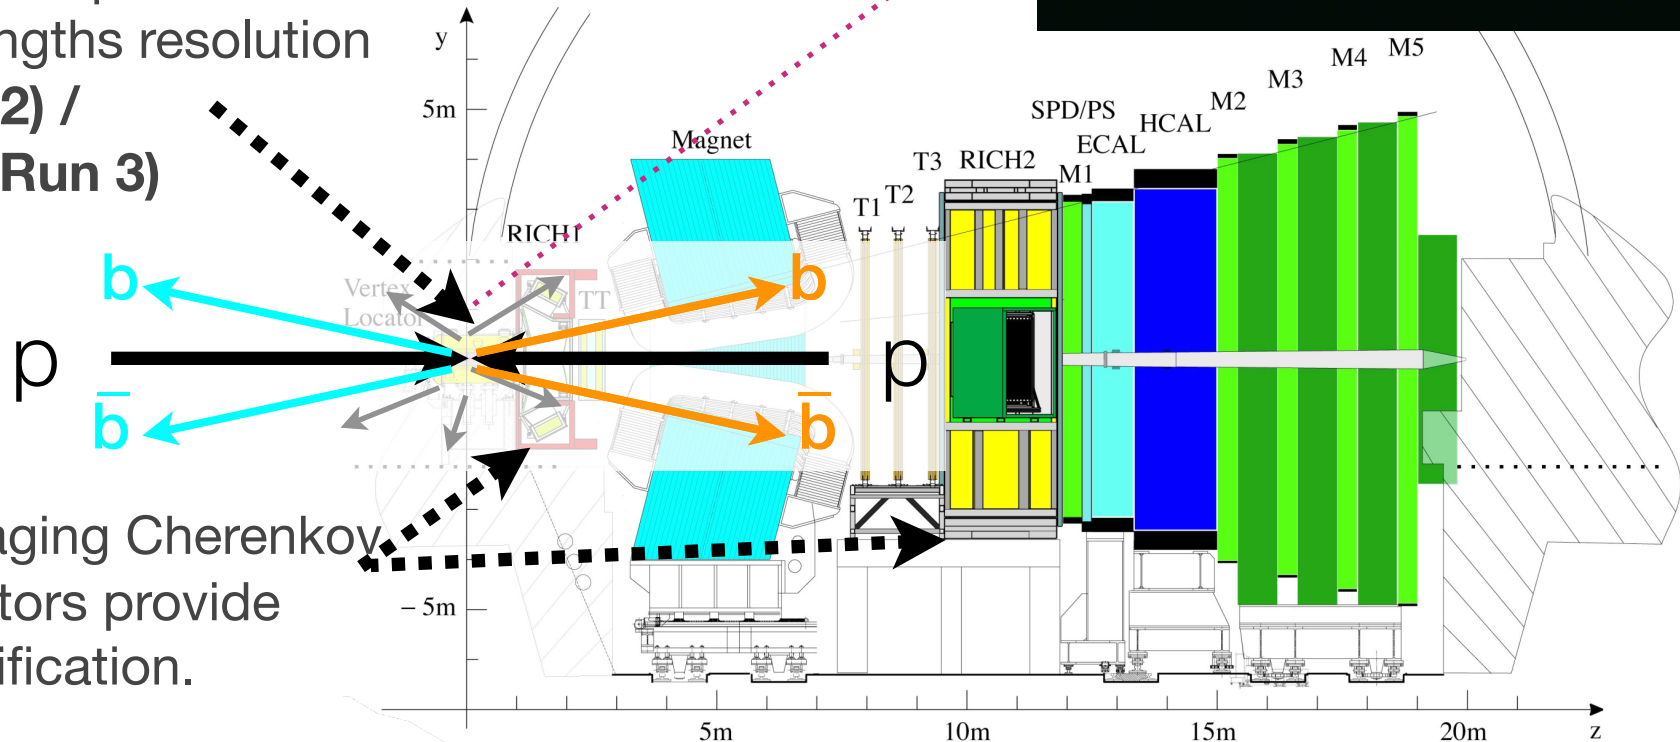 ngths resolution
2) /
Run 3)
y
5m
Magnet
RICH1
Vertex
Locator
TT
T1
T2
T3
RICH2
M1
SPD/PS
ECAL
HCAL
M2
M3
M4
M5
b
b
p
p
b̅
b̅
aging Cherenkov
tors provide
ification.
– 5m
5m
10m
15m
20m
z